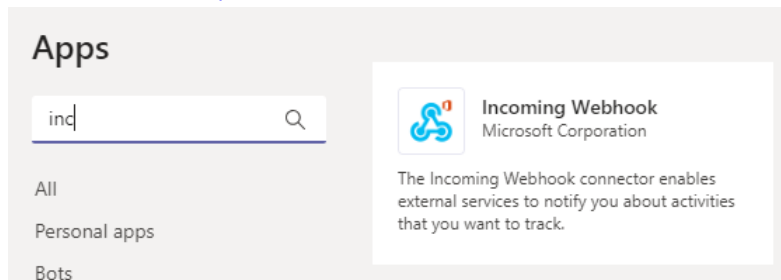 Apps
inc
All
Personal apps
Bots
Incoming Webhook
Microsoft Corporation
The Incoming Webhook connector enables
external services to notify you about activities
that you want to track.